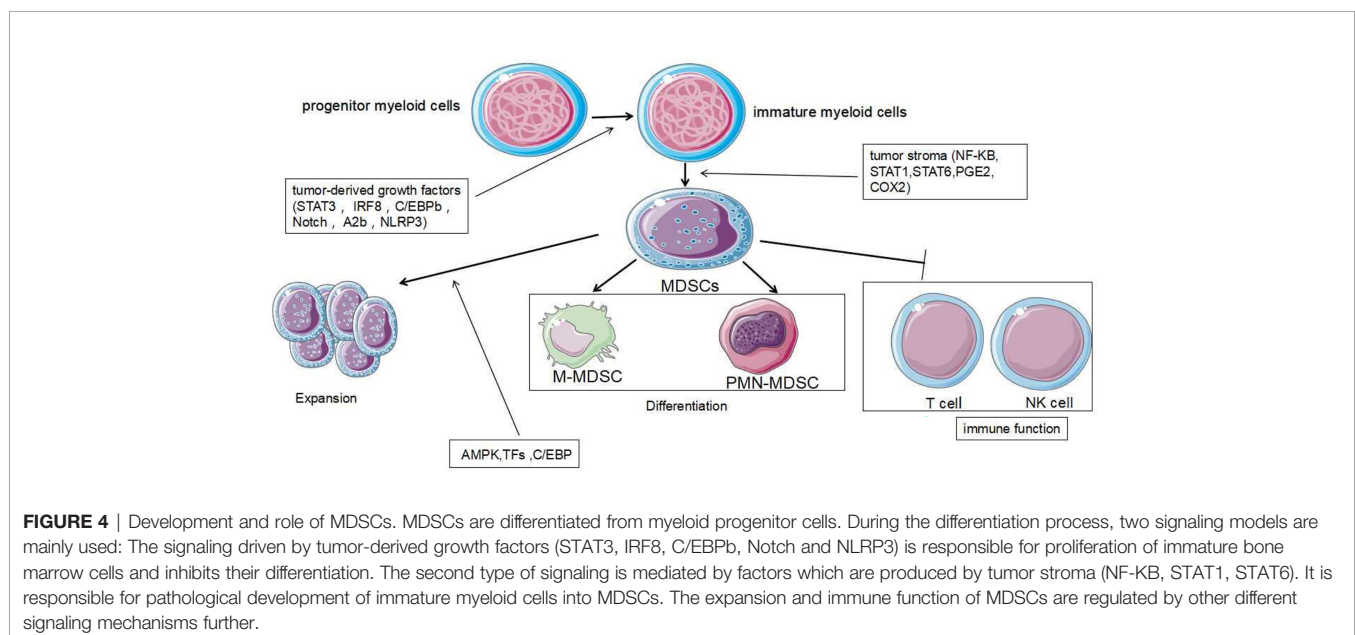 progenitor myeloid cells
immature myeloid cells
tumor stroma (NF-KB,
STAT1,STAT6,PGE2,
COX2)
tumor-derived growth factors
(STAT3 , IRF8 , C/EBPb ,
Notch , A2b , NLRP3)
MDSCs
M-MDSC
PMN-MDSC
Expansion
Differentiation
T cell
NK cell
immune function
AMPK,TFs ,C/EBP
FIGURE 4 | Development and role of MDSCs. MDSCs are differentiated from myeloid progenitor cells. During the differentiation process, two signaling models are
mainly used: The signaling driven by tumor-derived growth factors (STAT3, IRF8, C/EBPb, Notch and NLRP3) is responsible for proliferation of immature bone
marrow cells and inhibits their differentiation. The second type of signaling is mediated by factors which are produced by tumor stroma (NF-KB, STAT1, STAT6). It is
responsible for pathological development of immature myeloid cells into MDSCs. The expansion and immune function of MDSCs are regulated by other different
signaling mechanisms further.